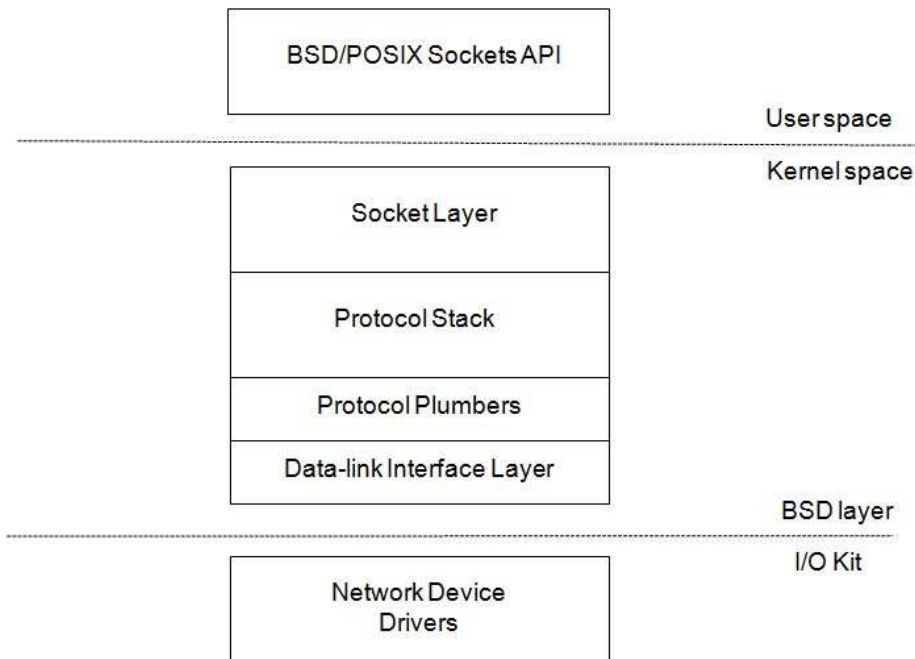 BSD/POSIX Sockets API
User space
Kernel space
Socket Layer
Protocol Stack
Protocol Plumbers
Data-link Interface Layer
BSD layer
I/O Kit
Network Device
Drivers